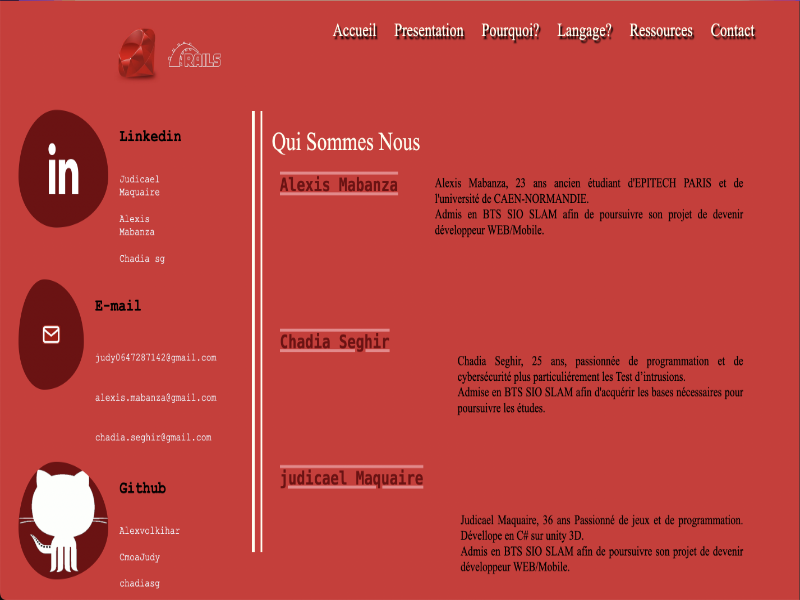 Accueil Presentation Pourquoi? Langage? Ressources Contact
RAILS
Linkedin
in
Judicael
Maquaire
Alexis
Mabanza
Chadia sg
E-mail
judy0647287142@gmail.com
alexis.mabanza@gmail.com
chadia.seghir@gmail.com
Github
Alexvolkihar
CmoaJudy
chadiasg
Qui Sommes Nous
Alexis Mabanza
Alexis Mabanza, 23 ans ancien étudiant d'EPITECH PARIS et de
l'université de CAEN-NORMANDIE.
Admis en BTS SIO SLAM afin de poursuivre son projet de devenir
développeur WEB/Mobile.
Chadia Seghir
Chadia Seghir, 25 ans, passionnée de programmation et de
cybersécurité plus particuliérement les Test d'intrusions.
Admise en BTS SIO SLAM afin d'acquérir les bases nécessaires pour
poursuivre les études.
judicael Maquaire
Judicael Maquaire, 36 ans Passionné de jeux et de programmation.
Dévellope en C# sur unity 3D.
Admis en BTS SIO SLAM afin de poursuivre son projet de devenir
développeur WEB/Mobile.